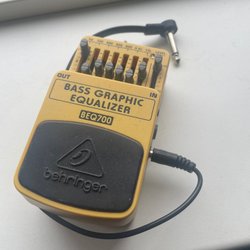 OUT
IN
BASS GRAPHIC
EQUALIZER
BEQ700
behringer